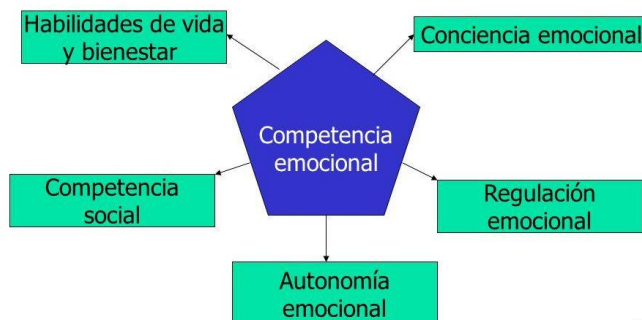 Habilidades de vida
y bienestar
Conciencia emocional
Competencia
emocional
Competencia
social
Regulación
emocional
Autonomía
emocional